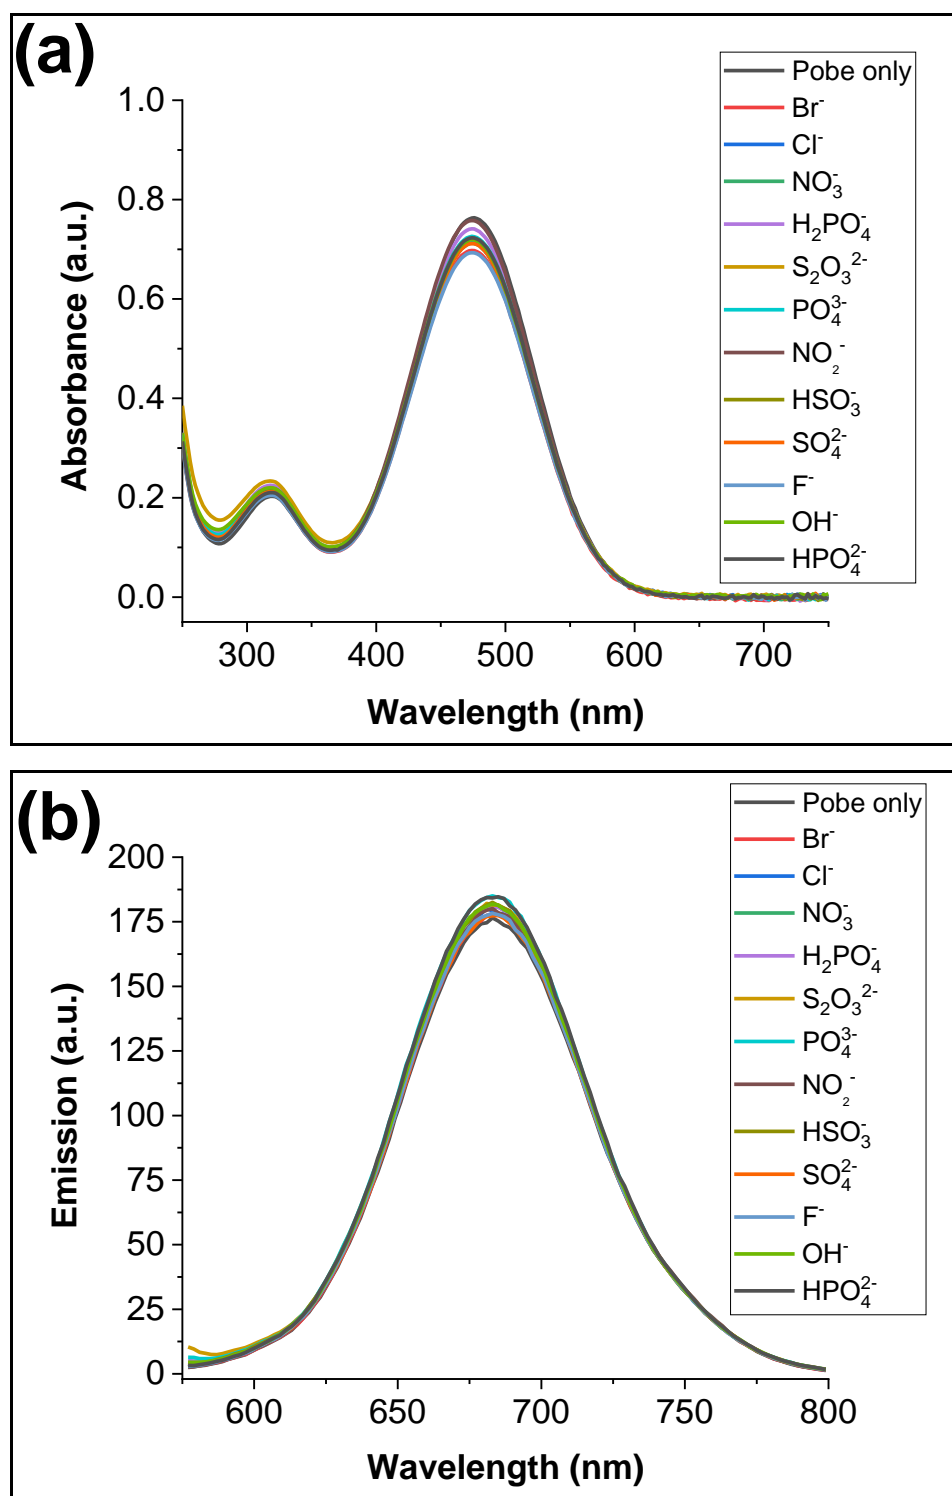 (a)
Pobe only
Br⁻
Cl⁻
NO₃⁻
H₂PO₄⁻
S₂O₃²⁻
PO₄³⁻
NO₂⁻
HSO₃⁻
SO₄²⁻
F⁻
OH⁻
HPO₄²⁻
1.0
0.8
0.6
0.4
0.2
0.0
Absorbance (a.u.)
300 400 500 600 700
Wavelength (nm)
(b)
Pobe only
Br⁻
Cl⁻
NO₃⁻
H₂PO₄⁻
S₂O₃²⁻
PO₄³⁻
NO₂⁻
HSO₃⁻
SO₄²⁻
F⁻
OH⁻
HPO₄²⁻
200
175
150
125
100
75
50
25
0
Emission (a.u.)
600 650 700 750 800
Wavelength (nm)